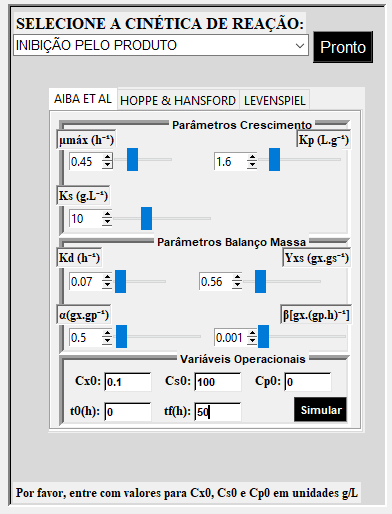 SELECIONE A CINÉTICA DE REAÇÃO:
INIBIÇÃO PELO PRODUTO
Pronto
AIBA ET AL HOPPE & HANSFORD LEVENSPIEL
Parâmetros Crescimento
μmáx (h⁻¹) Kp (L.g⁻¹)
0.45 1.6
Ks (g.L⁻¹)
10
Parâmetros Balanço Massa
Kd (h⁻¹) Yxs (gx.gs⁻¹)
0.07 0.56
α(gx.gp⁻¹) β[gx.(gp.h)⁻¹]
0.5 0.001
Variáveis Operacionais
Cx0: 0.1 Cs0: 100 Cp0: 0
t0(h): 0 tf(h): 50 Simular
Por favor, entre com valores para Cx0, Cs0 e Cp0 em unidades g/L